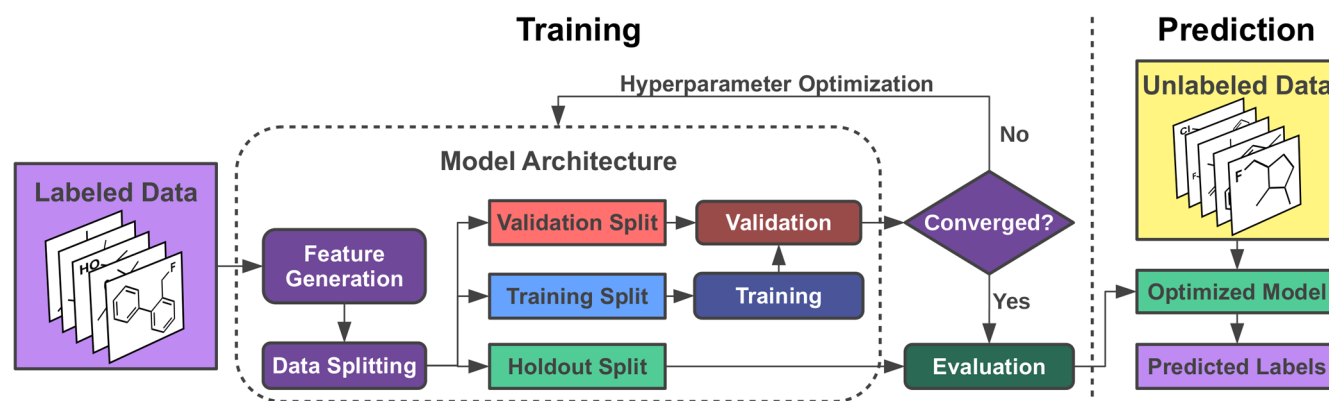 Training
Prediction
Hyperparameter Optimization
Unlabeled Data
Cl
F
F
No
Model Architecture
Labeled Data
HO
F
Validation Split
Validation
Converged?
Feature
Generation
Training Split
Training
Yes
Optimized Model
Data Splitting
Holdout Split
Evaluation
Predicted Labels